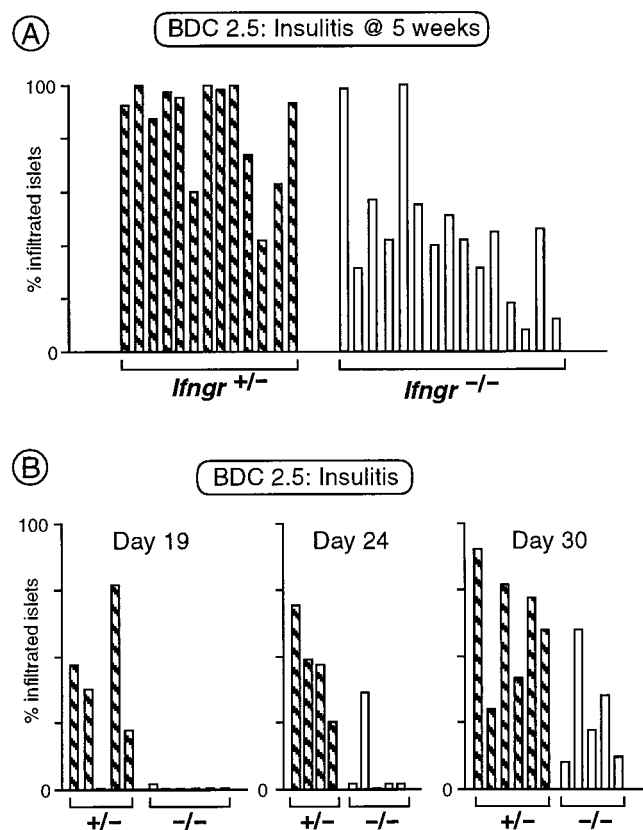 A
BDC 2.5: Insulitis @ 5 weeks
100
% infiltrated islets
0
Ifngr +/−
Ifngr −/−
B
BDC 2.5: Insulitis
100
% infiltrated islets
0
Day 19
+/−
−/−
Day 24
0
+/−
−/−
Day 30
0
+/−
−/−